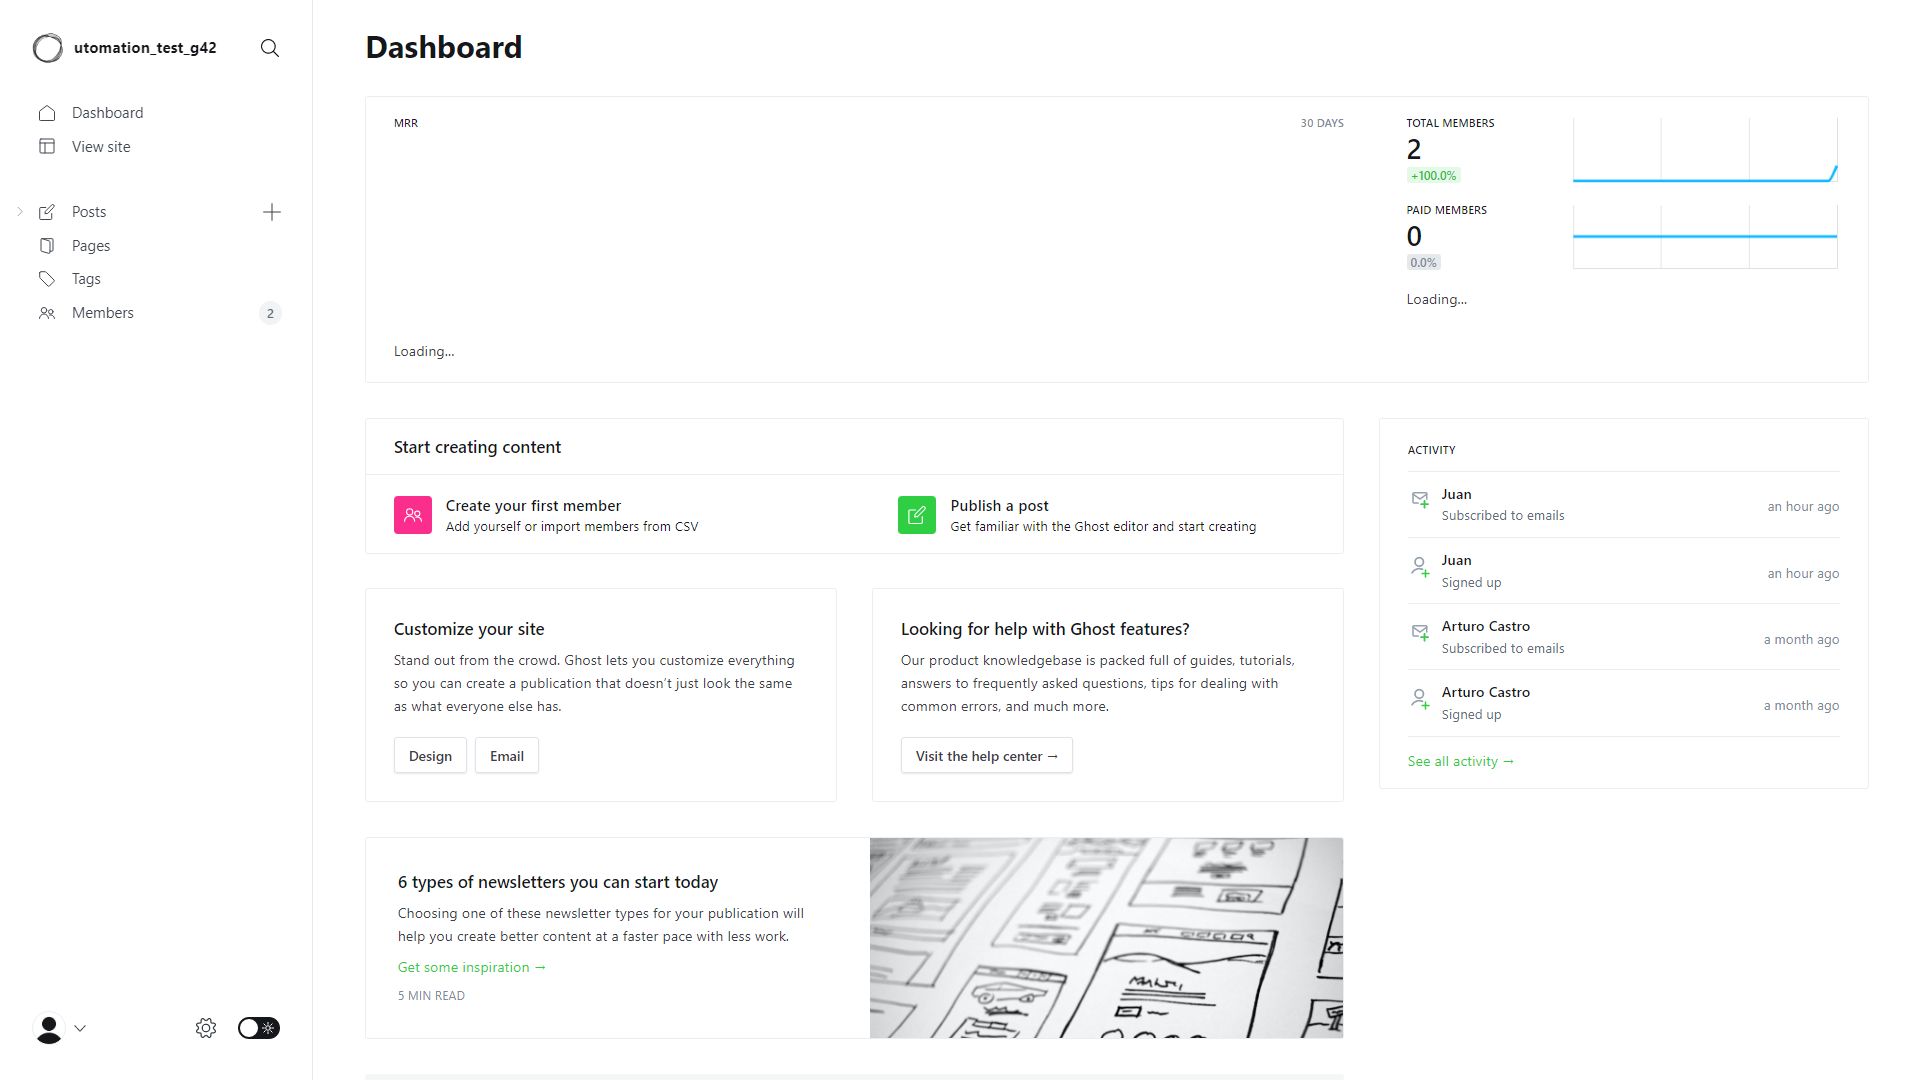 utomation_test_g42
Dashboard
View site
Posts
Pages
Tags
Members
2
Dashboard
MRR
30 DAYS
Loading...
TOTAL MEMBERS
2
+100.0%
PAID MEMBERS
0
0.0%
Loading...
Start creating content
Create your first member
Add yourself or import members from CSV
Publish a post
Get familiar with the Ghost editor and start creating
Customize your site
Stand out from the crowd. Ghost lets you customize everything
so you can create a publication that doesn’t just look the same
as what everyone else has.
Design
Email
Looking for help with Ghost features?
Our product knowledgebase is packed full of guides, tutorials,
answers to frequently asked questions, tips for dealing with
common errors, and much more.
Visit the help center →
6 types of newsletters you can start today
Choosing one of these newsletter types for your publication will
help you create better content at a faster pace with less work.
Get some inspiration →
5 MIN READ
ACTIVITY
Juan
Subscribed to emails
an hour ago
Juan
Signed up
an hour ago
Arturo Castro
Subscribed to emails
a month ago
Arturo Castro
Signed up
a month ago
See all activity →